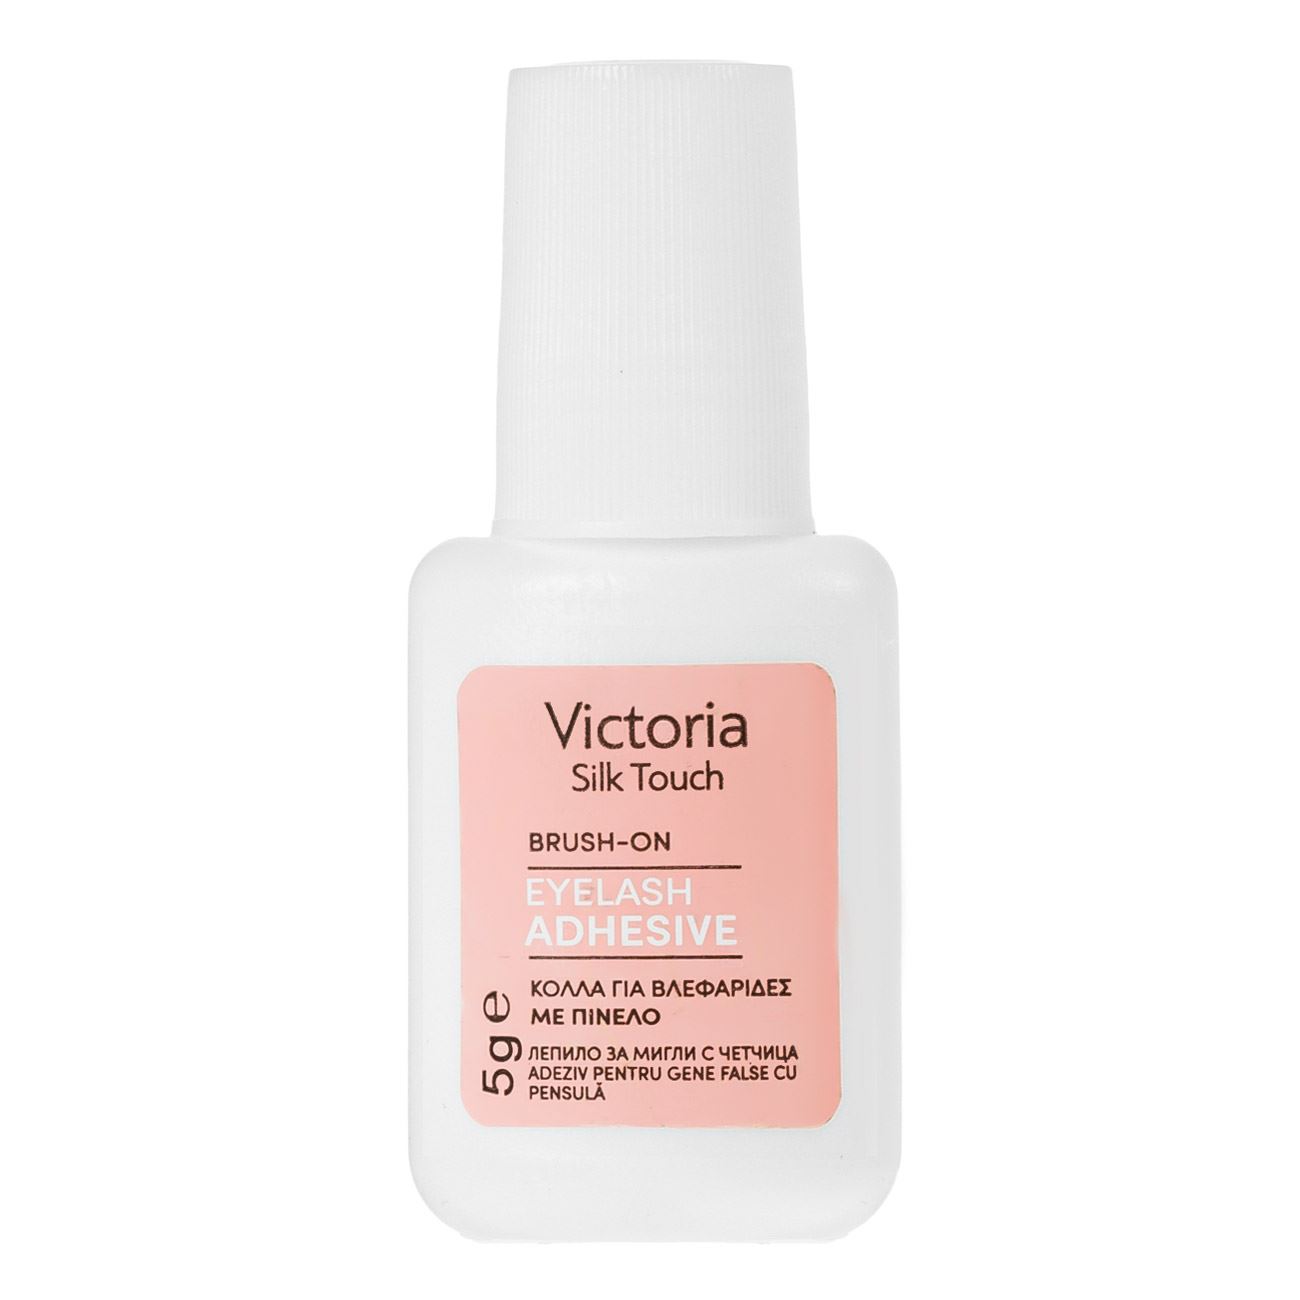 Victoria
Silk Touch
BRUSH-ON
EYELASH
ADHESIVE
ΚΟΛΛΑ ΓΙΑ ΒΛΕΦΑΡΙΔΕΣ
ΜΕ ΠΙΝΕΛΟ
ЛЕПИЛО ЗА МИГЛИ С ЧЕТЧИЦА
ADEZIV PENTRU GENE FALSE CU
PENSULĂ
5g e